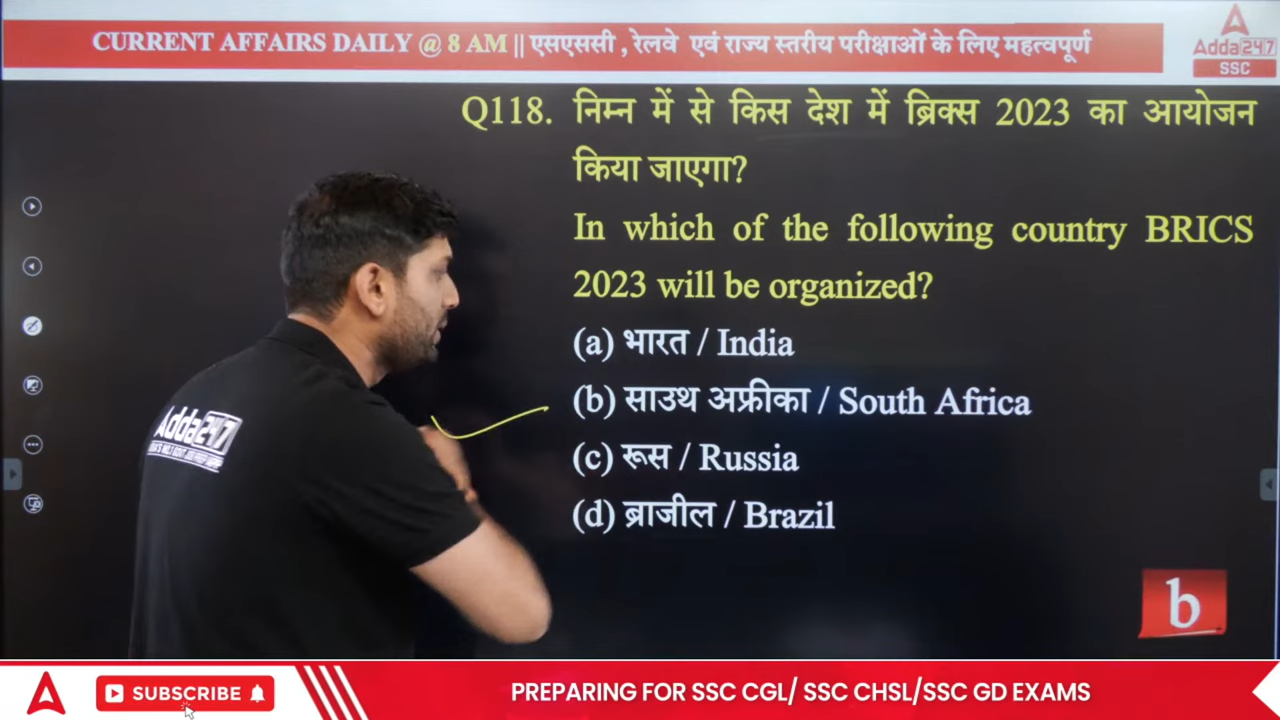 CURRENT AFFAIRS DAILY @ 8 AM || एसएससी , रेलवे एवं राज्य स्तरीय परीक्षाओं के लिए महत्वपूर्ण
Adda247
SSC
Q118. निम्न में से किस देश में ब्रिक्स 2023 का आयोजन
किया जाएगा?
In which of the following country BRICS
2023 will be organized?
(a) भारत / India
(b) साउथ अफ्रीका / South Africa
(c) रूस / Russia
(d) ब्राजील / Brazil
Adda247
b
SUBSCRIBE
PREPARING FOR SSC CGL/ SSC CHSL/SSC GD EXAMS